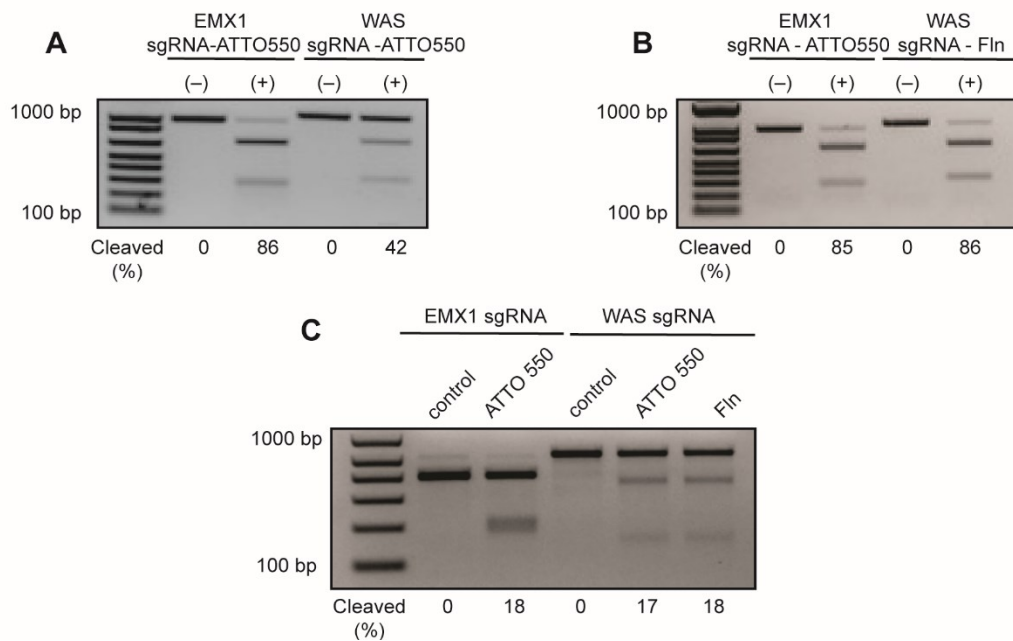 A
EMX1 WAS
sgRNA-ATTO550 sgRNA -ATTO550
(–) (+) (–) (+)
1000 bp
100 bp
Cleaved 0 86 0 42
(%)
B
EMX1 WAS
sgRNA - ATTO550 sgRNA - Fln
(–) (+) (–) (+)
1000 bp
100 bp
Cleaved 0 85 0 86
(%)
C
EMX1 sgRNA WAS sgRNA
control ATTO 550 control ATTO 550 Fln
1000 bp
100 bp
Cleaved 0 18 0 17 18
(%)